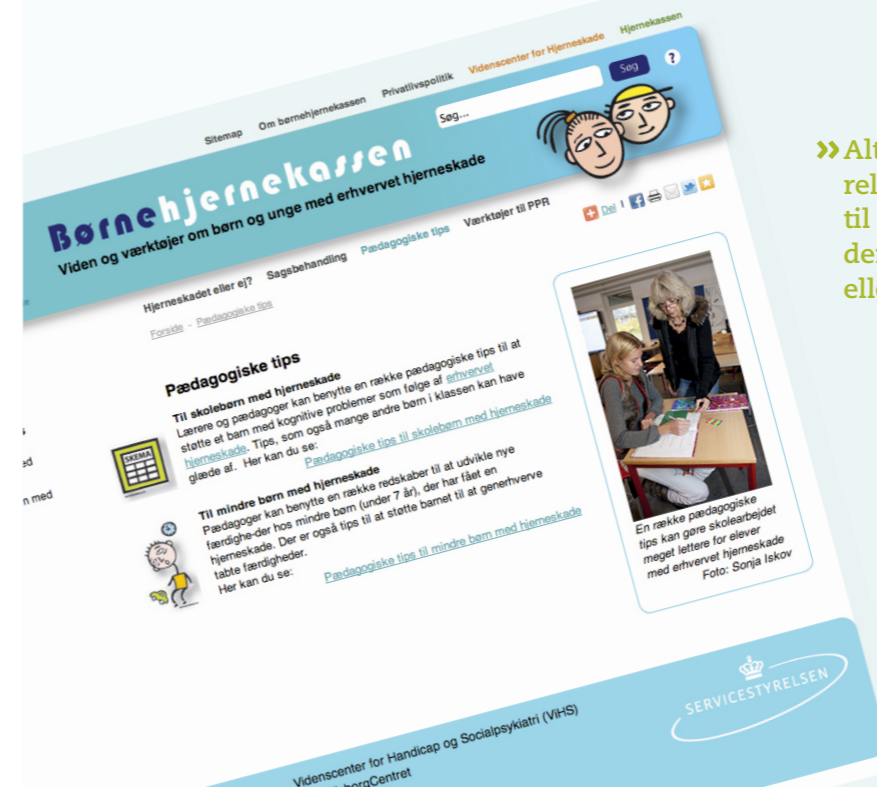 Sitemap Om børnehjernekassen Privatlivspolitik Videnscenter for Hjerneskade Hjernekassen
Søg... Søg ?
Børnehjernekassen
Viden og værktøjer om børn og unge med erhvervet hjerneskade
Hjerneskadet eller ej? Sagsbehandling Pædagogiske tips Værktøjer til PPR
Del
Forside - Pædagogiske tips
Pædagogiske tips
Til skolebørn med hjerneskade
Lærere og pædagoger kan benytte en række pædagogiske tips til at
støtte et barn med kognitive problemer som følge af erhvervet
hjerneskade. Tips, som også mange andre børn i klassen kan have
glæde af. Her kan du se: Pædagogiske tips til skolebørn med hjerneskade
SKEMA
Til mindre børn med hjerneskade
Pædagoger kan benytte en række redskaber til at udvikle nye
færdighe-der hos mindre børn (under 7 år), der har fået en
hjerneskade. Der er også tips til at støtte barnet til at generhverve
tabte færdigheder.
Her kan du se: Pædagogiske tips til mindre børn med hjerneskade
En række pædagogiske
tips kan gøre skolearbejdet
meget lettere for elever
med erhvervet hjerneskade
Foto: Sonja Iskov
SERVICESTYRELSEN
Videnscenter for Handicap og Socialpsykiatri (ViHS)
n med
» Alt
rel
til